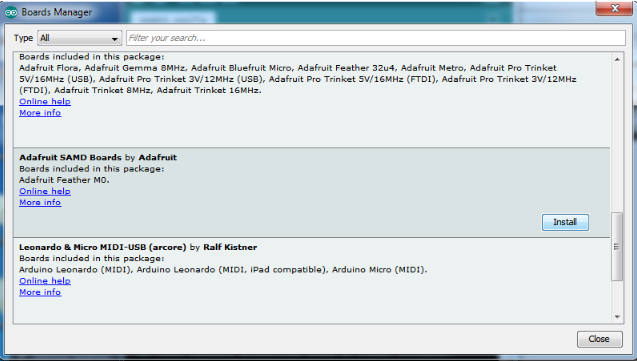 Boards Manager
Type All Filter your search...
Boards included in this package:
Adafruit Flora, Adafruit Gemma 8MHz, Adafruit Bluefruit Micro, Adafruit Feather 32u4, Adafruit Metro, Adafruit Pro Trinket
5V/16MHz (USB), Adafruit Pro Trinket 3V/12MHz (USB), Adafruit Pro Trinket 5V/16MHz (FTDI), Adafruit Pro Trinket 3V/12MHz
(FTDI), Adafruit Trinket 8MHz, Adafruit Trinket 16MHz.
Online help
More info
Adafruit SAMD Boards by Adafruit
Boards included in this package:
Adafruit Feather M0.
Online help
More info
Install
Leonardo & Micro MIDI-USB (arcore) by Ralf Kistner
Boards included in this package:
Arduino Leonardo (MIDI), Arduino Leonardo (MIDI, iPad compatible), Arduino Micro (MIDI).
Online help
More info
Close